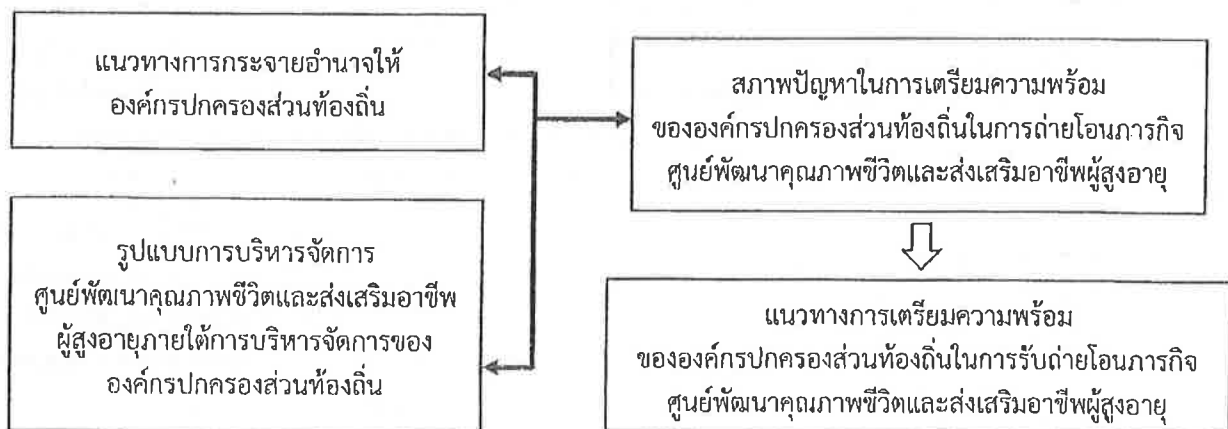 แนวทางการกระจายอำนาจให้
องค์กรปกครองส่วนท้องถิ่น
รูปแบบการบริหารจัดการ
ศูนย์พัฒนาคุณภาพชีวิตและส่งเสริมอาชีพ
ผู้สูงอายุภายใต้การบริหารจัดการของ
องค์กรปกครองส่วนท้องถิ่น
สภาพปัญหาในการเตรียมความพร้อม
ขององค์กรปกครองส่วนท้องถิ่นในการถ่ายโอนภารกิจ
ศูนย์พัฒนาคุณภาพชีวิตและส่งเสริมอาชีพผู้สูงอายุ
แนวทางการเตรียมความพร้อม
ขององค์กรปกครองส่วนท้องถิ่นในการรับถ่ายโอนภารกิจ
ศูนย์พัฒนาคุณภาพชีวิตและส่งเสริมอาชีพผู้สูงอายุ